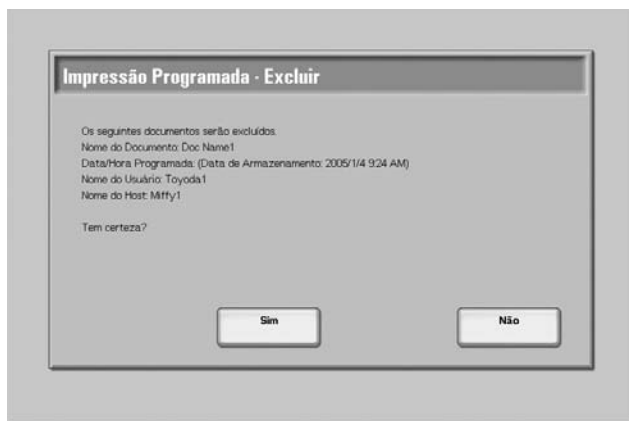 Impressão Programada - Excluir
Os seguintes documentos serão excluídos.
Nome do Documento: Doc Name1
Data/Hora Programada: (Data de Armazenamento: 2005/1/4 9:24 AM)
Nome do Usuário: Toyoda1
Nome do Host: Miffy1
Tem certeza?
Sim
Não